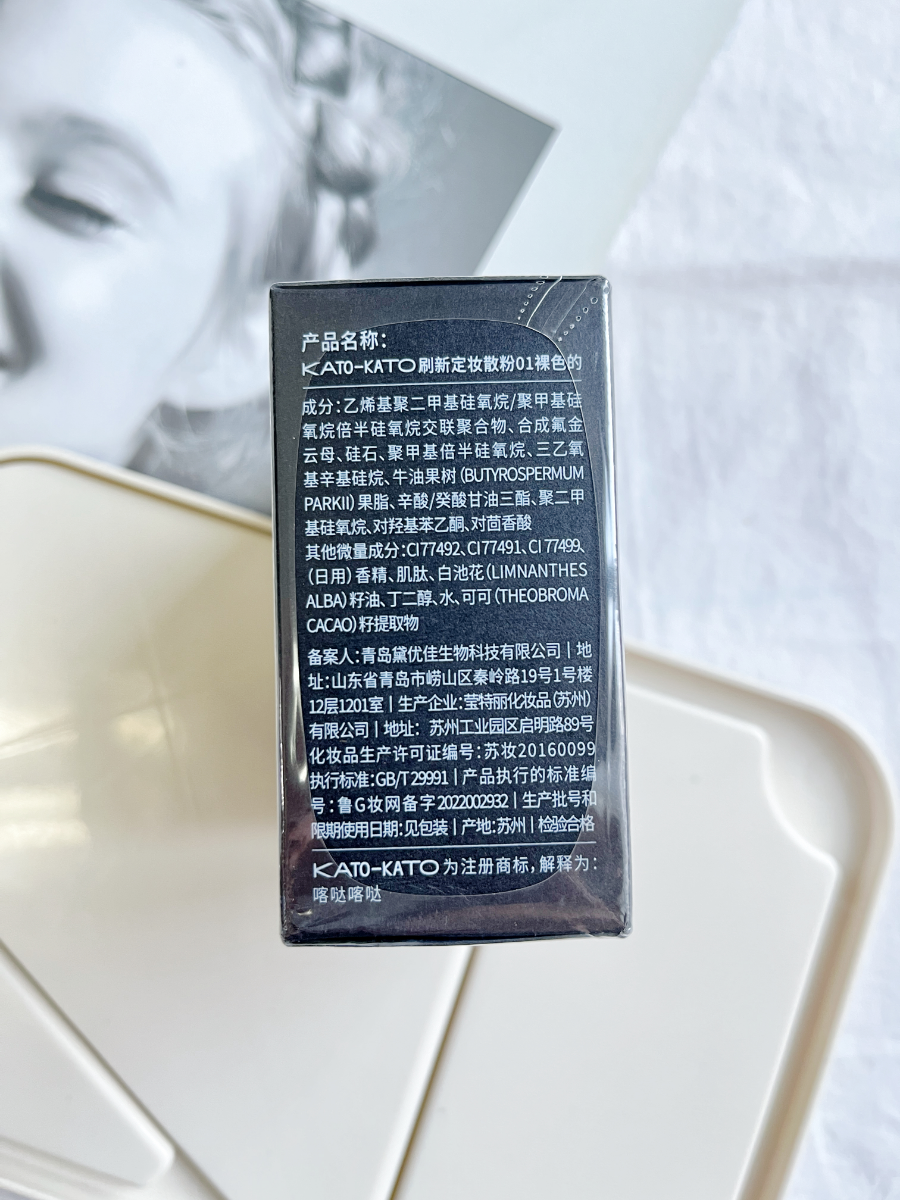 产品名称：
KATO-KATO刷新定妆散粉01裸色的
成分：乙烯基聚二甲基硅氧烷/聚甲基硅
氧烷倍半硅氧烷交联聚合物、合成氟金
云母、硅石、聚甲基倍半硅氧烷、三乙氧
基辛基硅烷、牛油果树（BUTYROSPERMUM
PARKII）果脂、辛酸/癸酸甘油三酯、聚二甲
基硅氧烷、对羟基苯乙酮、对茴香酸
其他微量成分：CI77492、CI77491、CI 77499、
（日用）香精、肌肽、白池花（LIMNANTHES
ALBA）籽油、丁二醇、水、可可（THEOBROMA
CACAO）籽提取物
备案人：青岛黛优佳生物科技有限公司丨地
址：山东省青岛市崂山区秦岭路19号1号楼
12层1201室丨生产企业：莹特丽化妆品（苏州）
有限公司丨地址：苏州工业园区启明路89号
化妆品生产许可证编号：苏妆20160099
执行标准：GB/T 29991丨产品执行的标准编
号：鲁G妆网备字2022002932丨生产批号和
限期使用日期：见包装丨产地：苏州丨检验合格
KATO-KATO为注册商标，解释为：
喀哒喀哒